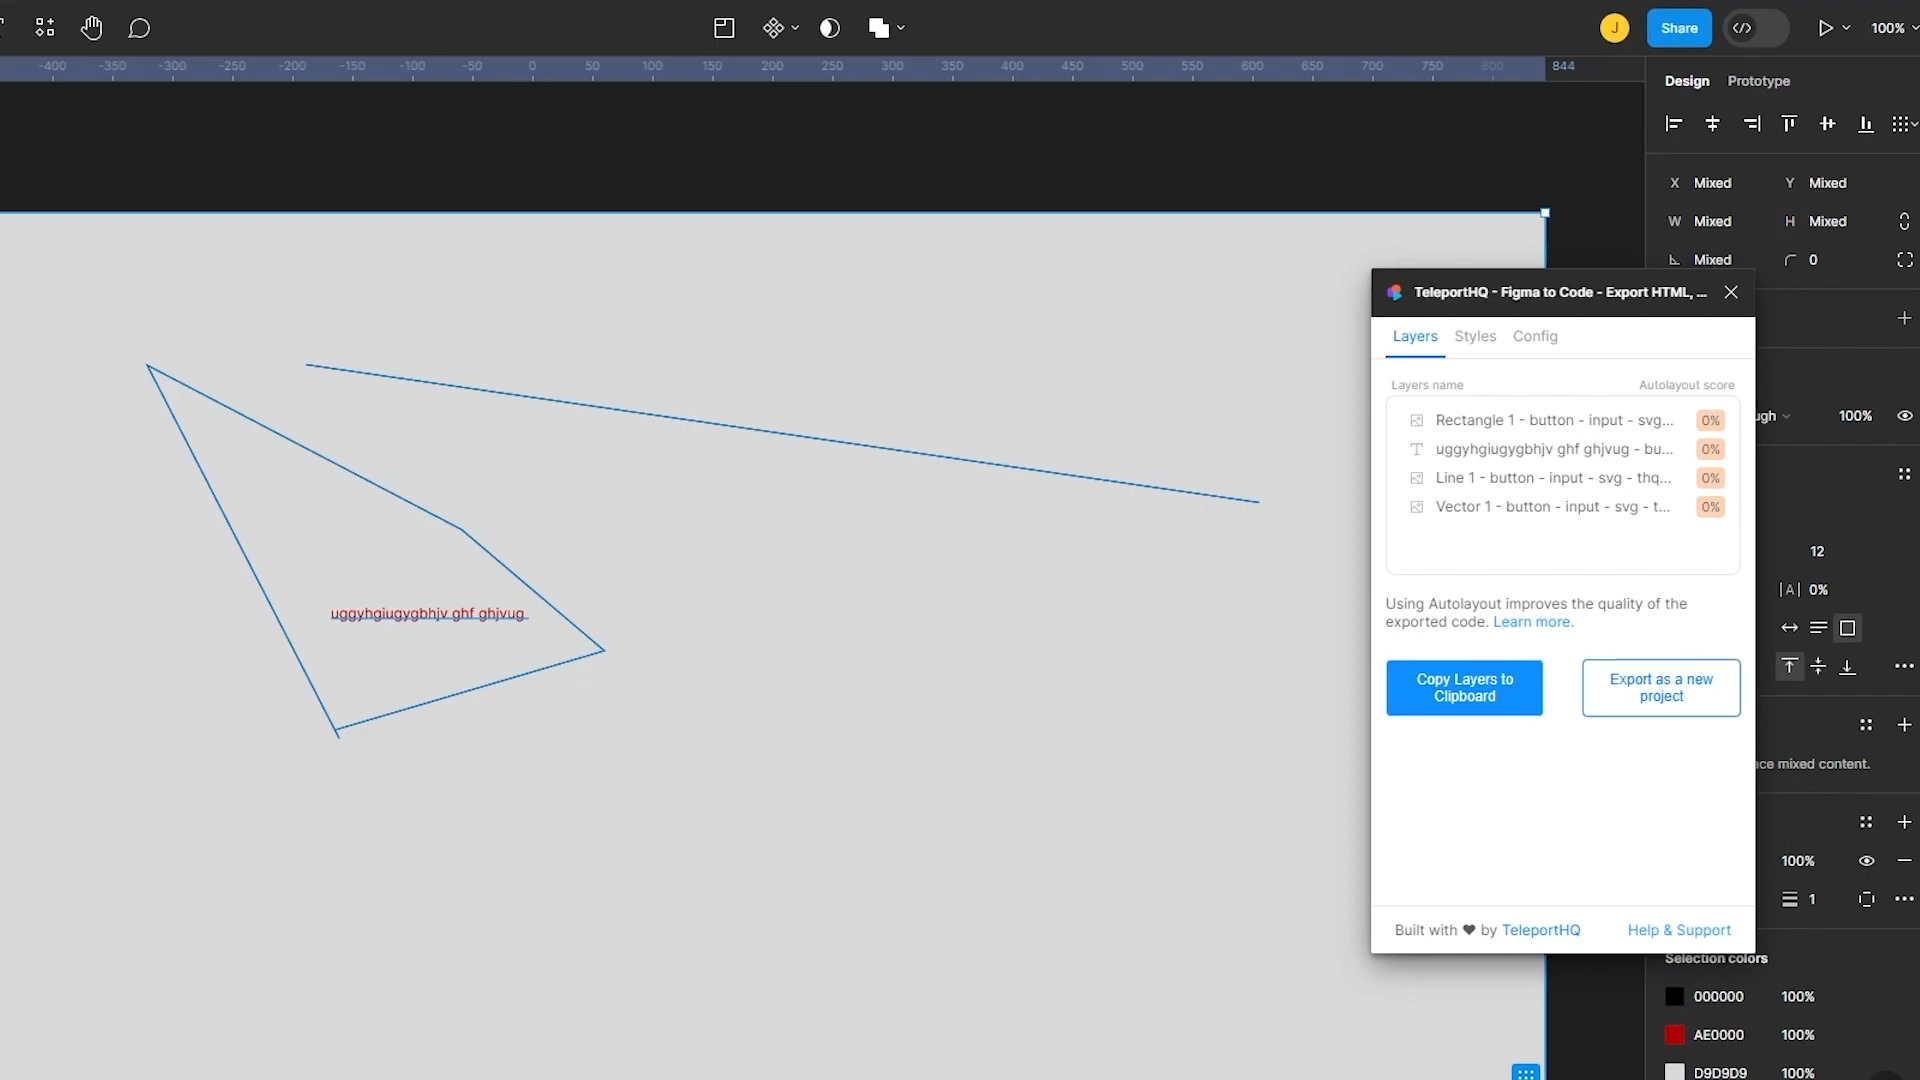 J
Share
100%
-400 -350 -300 -250 -200 -150 -100 -50 0 50 100 150 200 250 300 350 400 450 500 550 600 650 700 750 800 844
Design Prototype
X Mixed Y Mixed
W Mixed H Mixed
Mixed 0
TeleportHQ - Figma to Code - Export HTML, ...
Layers Styles Config
Layers name Autolayout score
Rectangle 1 - button - input - svg... 0%
uggyhgiugygbhjv ghf ghjvug - bu... 0%
Line 1 - button - input - svg - thq... 0%
Vector 1 - button - input - svg - t... 0%
100%
12
|A| 0%
Using Autolayout improves the quality of the
exported code. Learn more.
Copy Layers to
Clipboard
Export as a new
project
uggyhgiugygbhjv ghf ghjvug
mixed content.
100%
1
Built with ♥ by TeleportHQ Help & Support
Selection colors
000000 100%
AE0000 100%
D9D9D9 100%